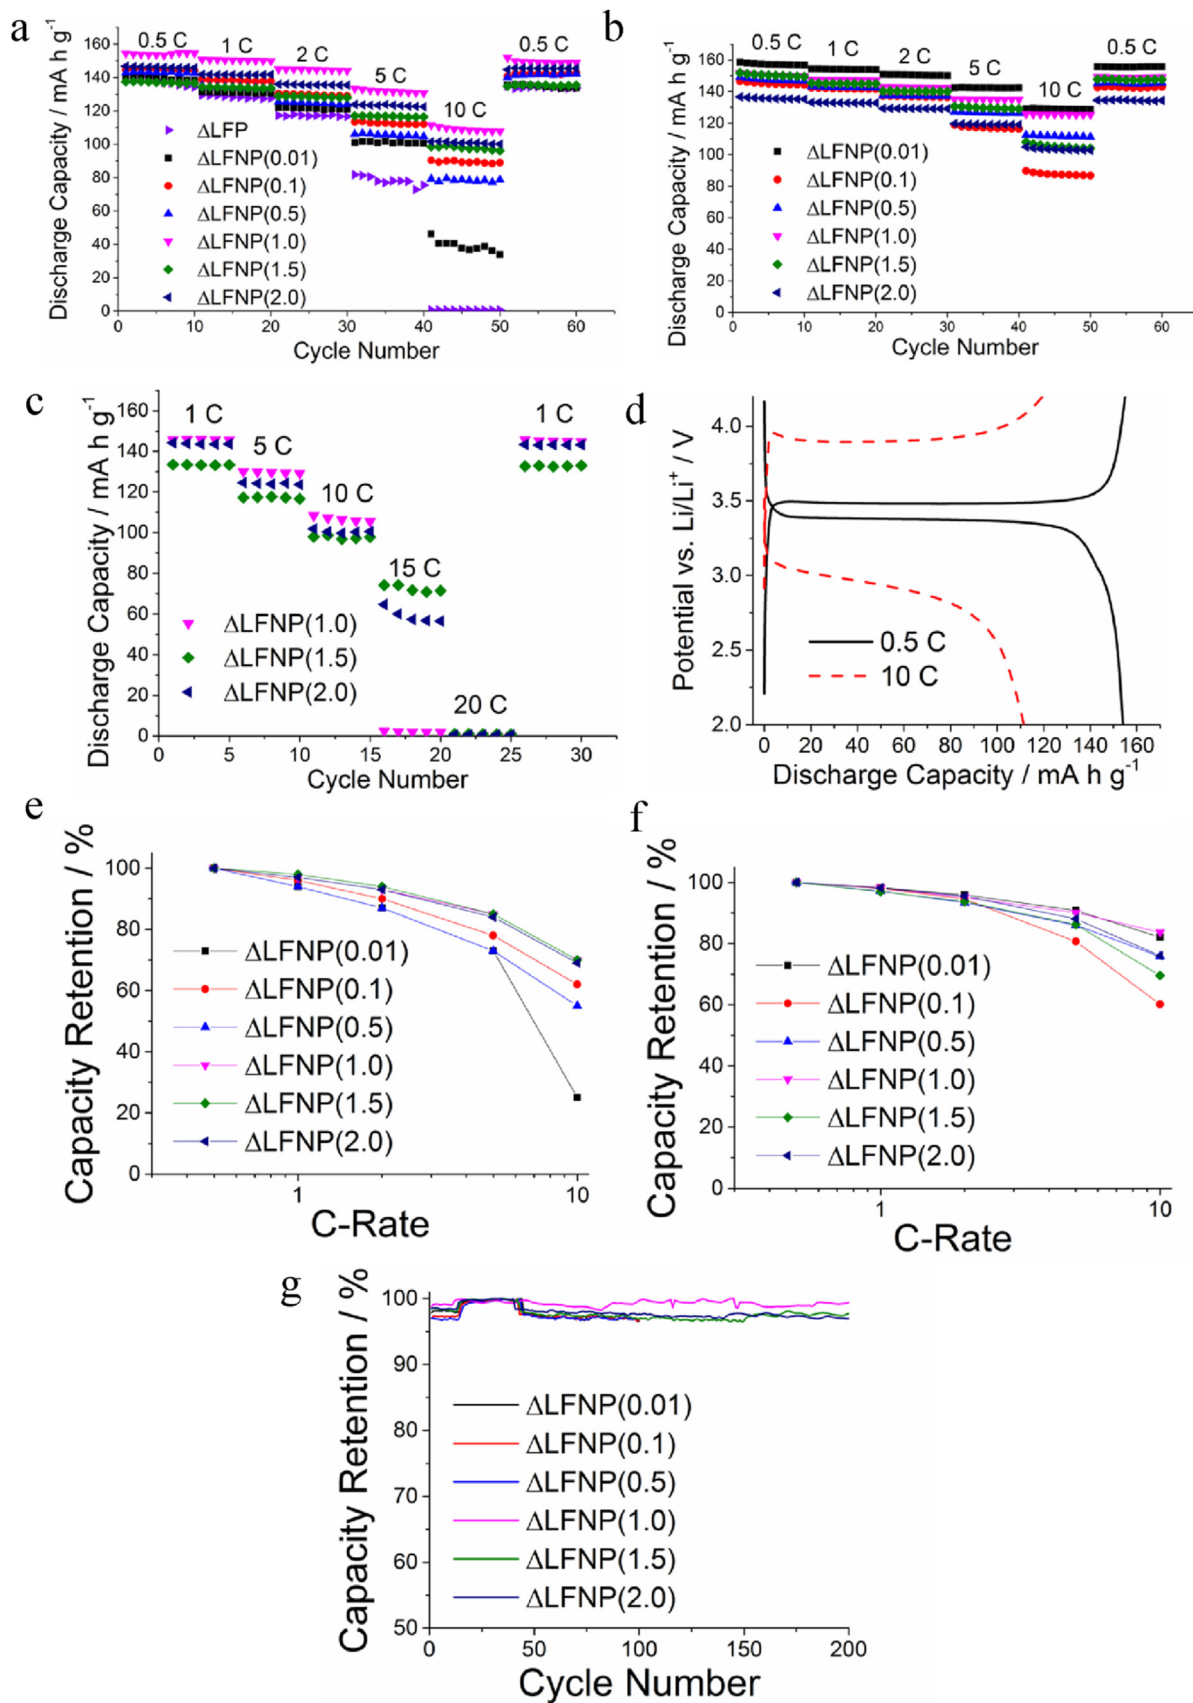 a
Discharge Capacity / mA h g⁻¹
160
140
120
100
80
60
40
20
0
0.5 C
1 C
2 C
5 C
10 C
0.5 C
ΔLFP
ΔLFNP(0.01)
ΔLFNP(0.1)
ΔLFNP(0.5)
ΔLFNP(1.0)
ΔLFNP(1.5)
ΔLFNP(2.0)
0 10 20 30 40 50 60
Cycle Number
b
Discharge Capacity / mA h g⁻¹
180
160
140
120
100
80
60
40
20
0
0.5 C
1 C
2 C
5 C
10 C
0.5 C
ΔLFNP(0.01)
ΔLFNP(0.1)
ΔLFNP(0.5)
ΔLFNP(1.0)
ΔLFNP(1.5)
ΔLFNP(2.0)
0 10 20 30 40 50 60
Cycle Number
c
Discharge Capacity / mA h g⁻¹
160
140
120
100
80
60
40
20
0
1 C
5 C
10 C
15 C
20 C
1 C
ΔLFNP(1.0)
ΔLFNP(1.5)
ΔLFNP(2.0)
0 5 10 15 20 25 30
Cycle Number
d
Potential vs. Li/Li⁺ / V
4.0
3.5
3.0
2.5
2.0
0.5 C
10 C
0 20 40 60 80 100 120 140 160
Discharge Capacity / mA h g⁻¹
e
Capacity Retention / %
100
80
60
40
20
0
ΔLFNP(0.01)
ΔLFNP(0.1)
ΔLFNP(0.5)
ΔLFNP(1.0)
ΔLFNP(1.5)
ΔLFNP(2.0)
1 10
C-Rate
f
Capacity Retention / %
100
80
60
40
20
0
ΔLFNP(0.01)
ΔLFNP(0.1)
ΔLFNP(0.5)
ΔLFNP(1.0)
ΔLFNP(1.5)
ΔLFNP(2.0)
1 10
C-Rate
g
Capacity Retention / %
100
90
80
70
60
50
ΔLFNP(0.01)
ΔLFNP(0.1)
ΔLFNP(0.5)
ΔLFNP(1.0)
ΔLFNP(1.5)
ΔLFNP(2.0)
0 50 100 150 200
Cycle Number